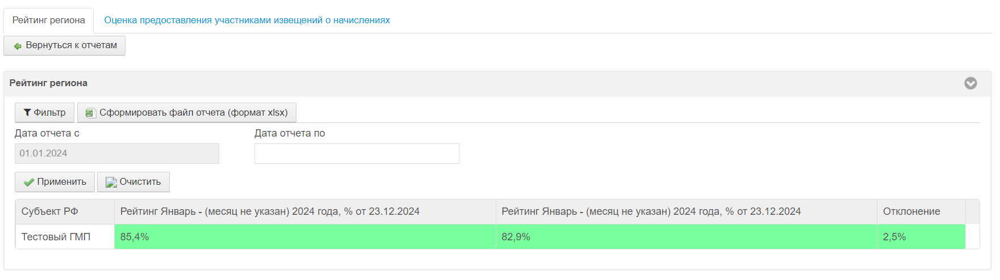 Рейтинг региона Оценка предоставления участниками извещений о начислениях
Вернуться к отчетам
Рейтинг региона
Фильтр Сформировать файл отчета (формат xlsx)
Дата отчета с Дата отчета по
01.01.2024
Применить Очистить
Субъект РФ Рейтинг Январь - (месяц не указан) 2024 года, % от 23.12.2024 Рейтинг Январь - (месяц не указан) 2024 года, % от 23.12.2024 Отклонение
Тестовый ГМП 85,4% 82,9% 2,5%